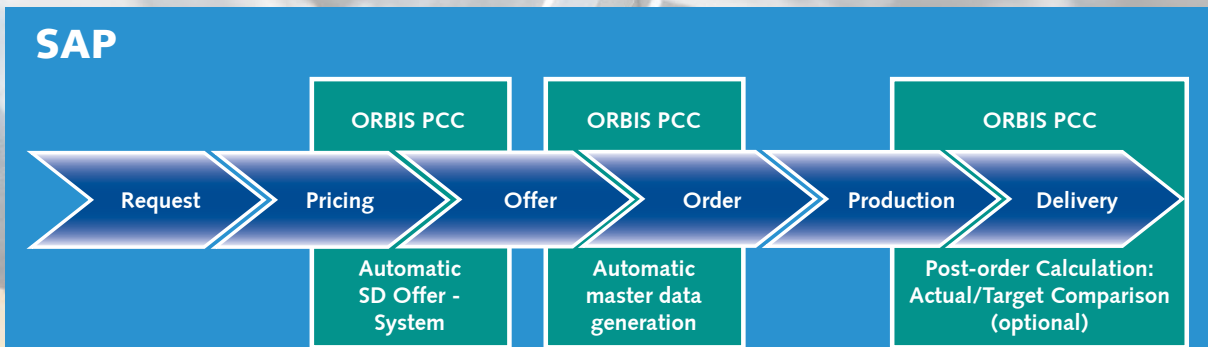 SAP
ORBIS PCC
ORBIS PCC
ORBIS PCC
Request
Pricing
Offer
Order
Production
Delivery
Automatic
SD Offer -
System
Automatic
master data
generation
Post-order Calculation:
Actual/Target Comparison
(optional)